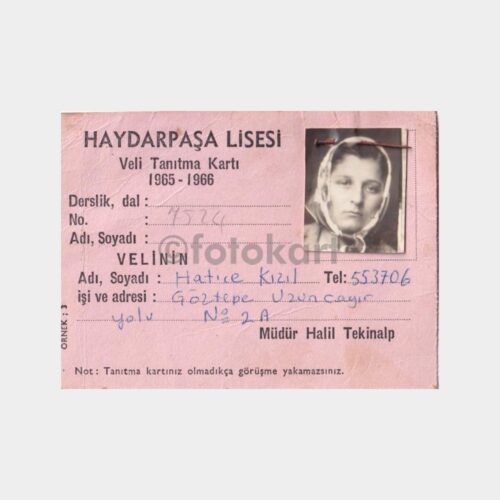 HAYDARPAŞA LİSESİ
Veli Tanıtma Kartı
1965 - 1966
Derslik, dal :
No. : 7524
Adı, Soyadı :
©fotokart
VELİNİN
Adı, Soyadı : Hatice Kızıl Tel: 553706
işi ve adresi : Göztepe Uzunçayır
yolu No 2A
Müdür Halil Tekinalp
ÖRNEK : 3
Not : Tanıtma kartınız olmadıkça görüşme yakamazsınız.